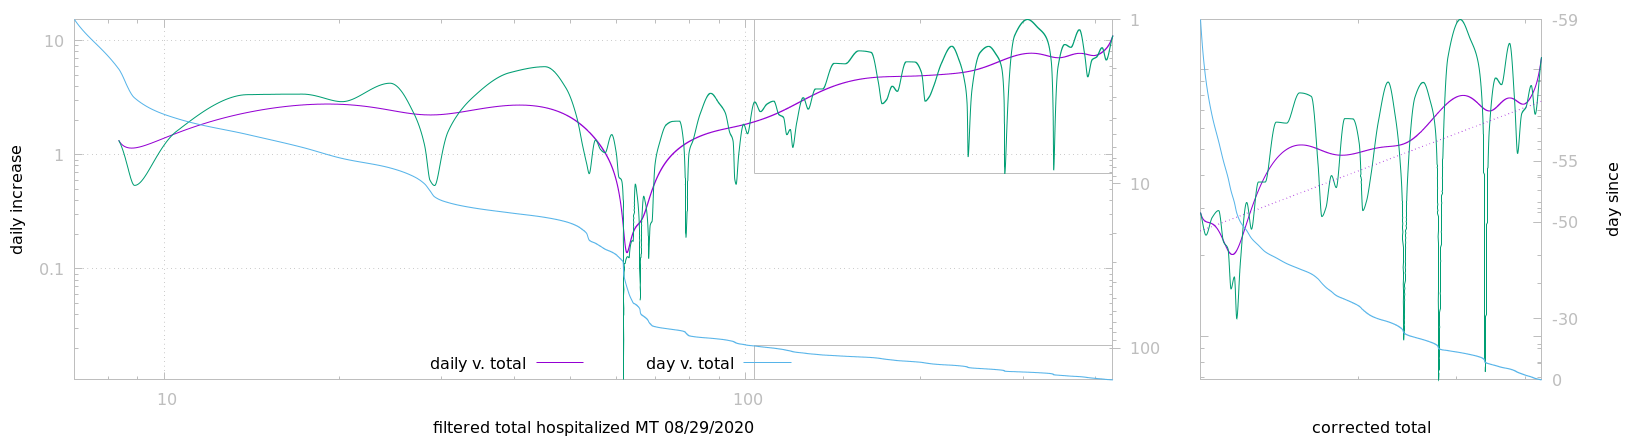 daily increase
10
1
0.1
10
100
1
10
100
daily v. total
day v. total
filtered total hospitalized MT 08/29/2020
-59
-55
-50
-30
0
day since
corrected total